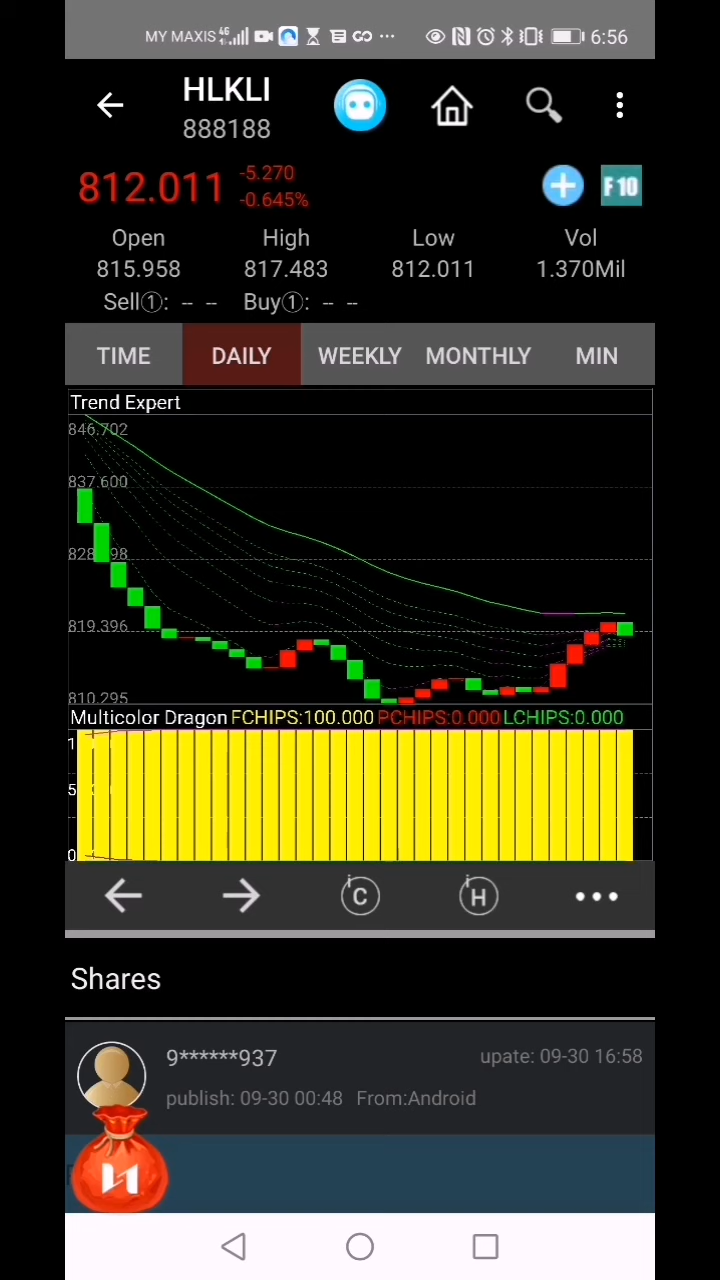 MY MAXIS 4G 6:56
HLKLI
888188
812.011
-5.270
-0.645%
F10
Open High Low Vol
815.958 817.483 812.011 1.370Mil
Sell①: -- -- Buy①: -- --
TIME DAILY WEEKLY MONTHLY MIN
Trend Expert
846.702
837.600
819.396
810.295
Multicolor Dragon FCHIPS:100.000 PCHIPS:0.000 LCHIPS:0.000
C H
Shares
9******937 upate: 09-30 16:58
publish: 09-30 00:48 From:Android